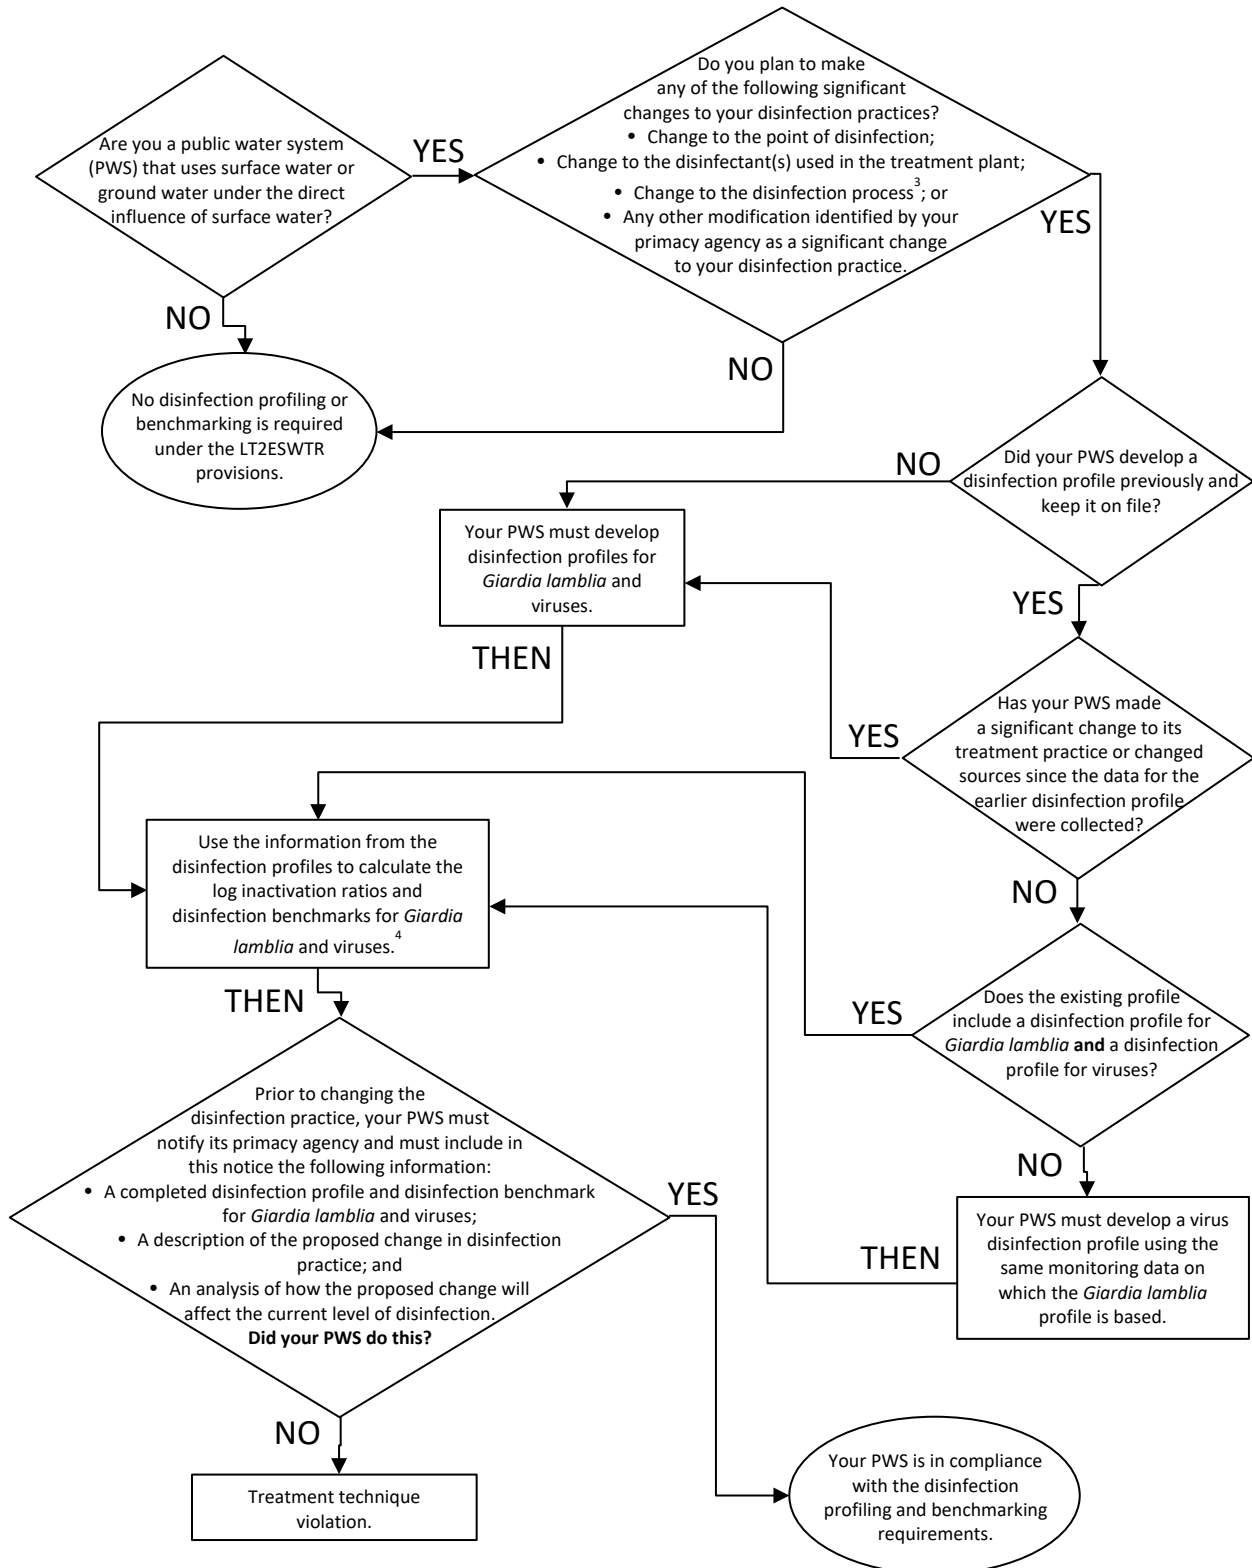 Are you a public water system
(PWS) that uses surface water or
ground water under the direct
influence of surface water?
YES
NO
Do you plan to make
any of the following significant
changes to your disinfection practices?
• Change to the point of disinfection;
• Change to the disinfectant(s) used in the treatment plant;
• Change to the disinfection process3; or
• Any other modification identified by your
primacy agency as a significant change
to your disinfection practice.
YES
NO
No disinfection profiling or
benchmarking is required
under the LT2ESWTR
provisions.
Did your PWS develop a
disinfection profile previously and
keep it on file?
NO
YES
Your PWS must develop
disinfection profiles for
Giardia lamblia and
viruses.
THEN
Has your PWS made
a significant change to its
treatment practice or changed
sources since the data for the
earlier disinfection profile
were collected?
YES
NO
Use the information from the
disinfection profiles to calculate the
log inactivation ratios and
disinfection benchmarks for Giardia
lamblia and viruses.4
THEN
Does the existing profile
include a disinfection profile for
Giardia lamblia and a disinfection
profile for viruses?
YES
NO
Your PWS must develop a virus
disinfection profile using the
same monitoring data on
which the Giardia lamblia
profile is based.
THEN
Prior to changing the
disinfection practice, your PWS must
notify its primacy agency and must include in
this notice the following information:
• A completed disinfection profile and disinfection benchmark
for Giardia lamblia and viruses;
• A description of the proposed change in disinfection
practice; and
• An analysis of how the proposed change will
affect the current level of disinfection.
Did your PWS do this?
YES
NO
Treatment technique
violation.
Your PWS is in compliance
with the disinfection
profiling and benchmarking
requirements.